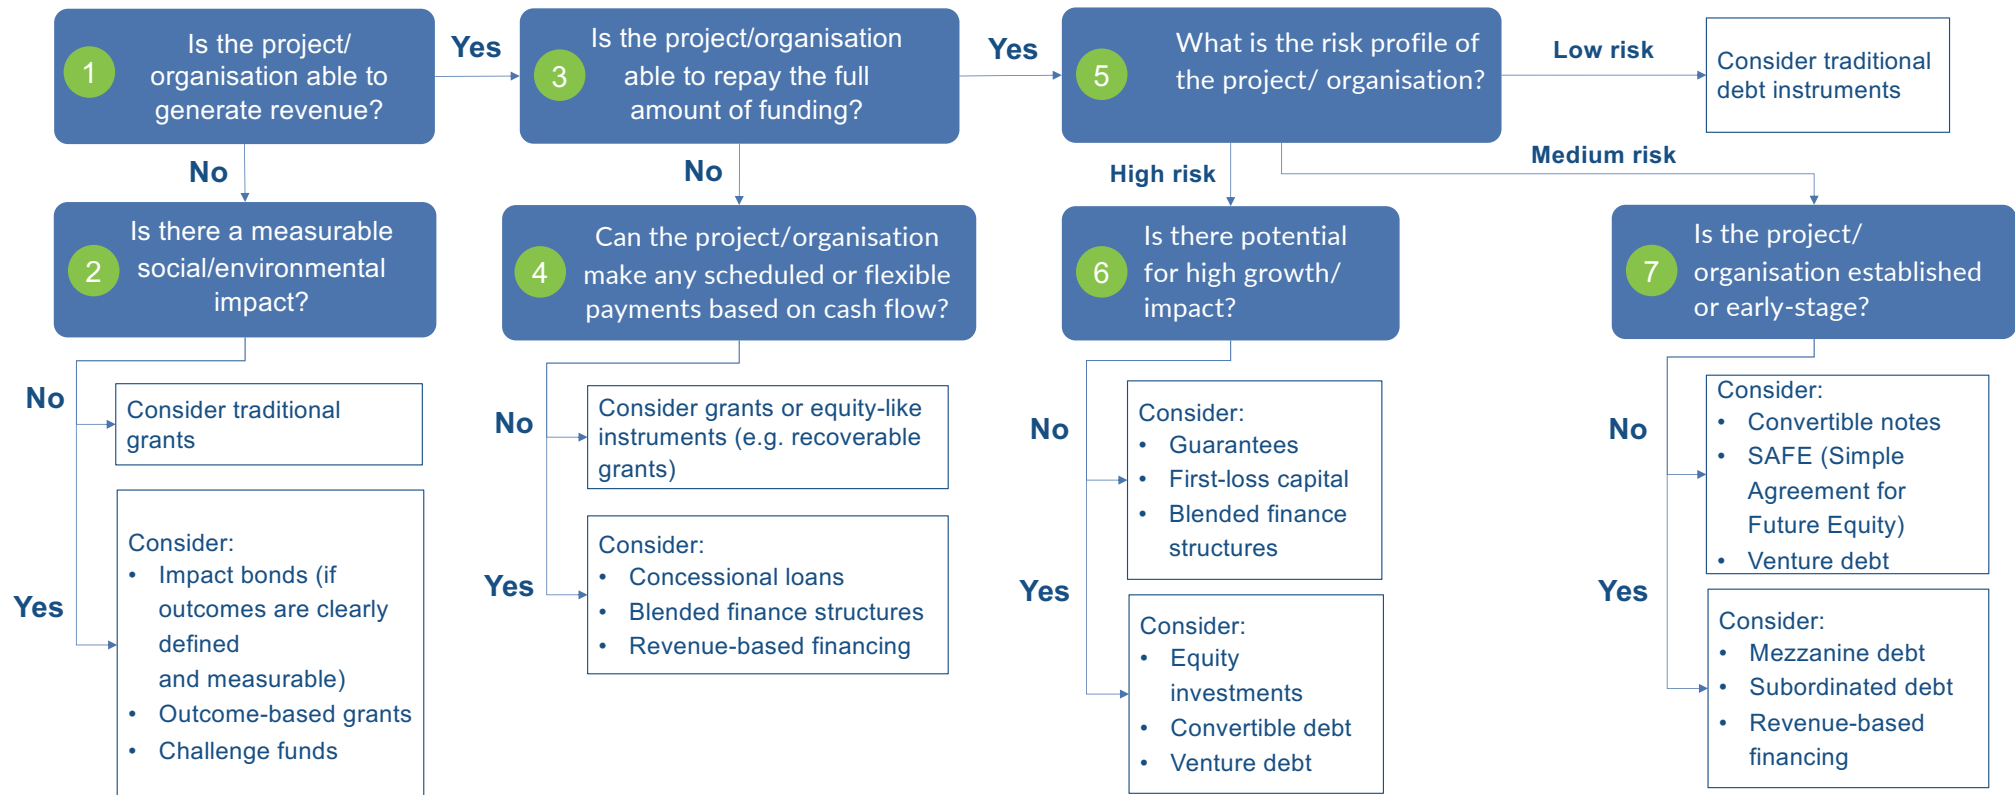 1
Is the project/
organisation able to
generate revenue?
Yes
3
Is the project/organisation
able to repay the full
amount of funding?
Yes
5
What is the risk profile of
the project/ organisation?
Low risk
Consider traditional
debt instruments
No
No
High risk
Medium risk
2
Is there a measurable
social/environmental
impact?
4
Can the project/organisation
make any scheduled or flexible
payments based on cash flow?
6
Is there potential
for high growth/
impact?
7
Is the project/
organisation established
or early-stage?
No
Consider traditional
grants
Yes
Consider:
• Impact bonds (if
outcomes are clearly
defined
and measurable)
• Outcome-based grants
• Challenge funds
No
Consider grants or equity-like
instruments (e.g. recoverable
grants)
Yes
Consider:
• Concessional loans
• Blended finance structures
• Revenue-based financing
No
Consider:
• Guarantees
• First-loss capital
• Blended finance
structures
Yes
Consider:
• Equity
investments
• Convertible debt
• Venture debt
No
Consider:
• Convertible notes
• SAFE (Simple
Agreement for
Future Equity)
• Venture debt
Yes
Consider:
• Mezzanine debt
• Subordinated debt
• Revenue-based
financing